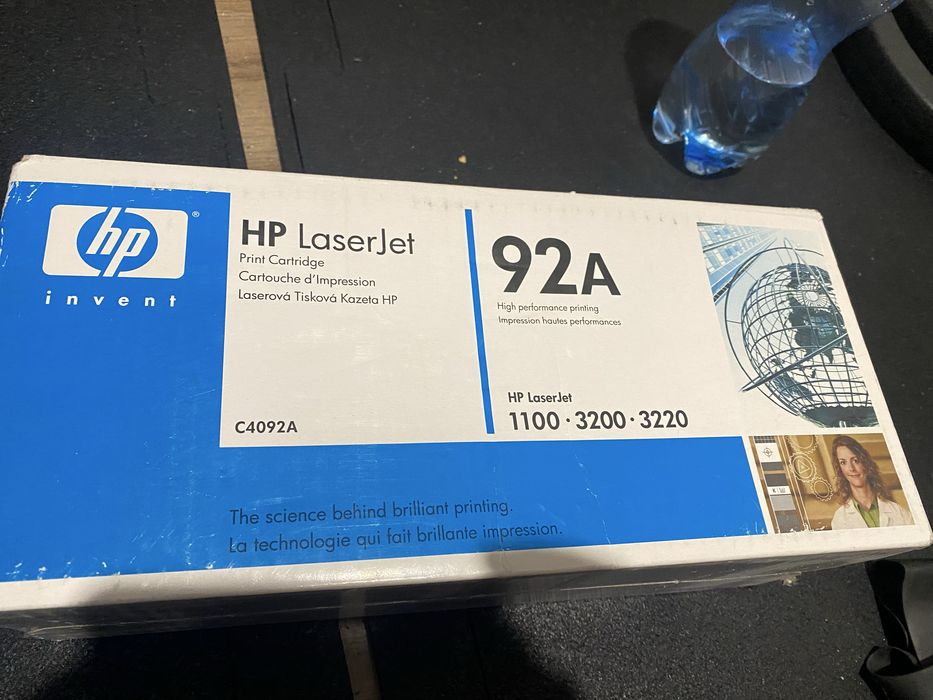 hp
®
invent
HP LaserJet
Print Cartridge
Cartouche d'Impression
Laserová Tisková Kazeta HP
C4092A
92A
High performance printing
Impression hautes performances
HP LaserJet
1100 · 3200 · 3220
The science behind brilliant printing.
La technologie qui fait brillante impression.